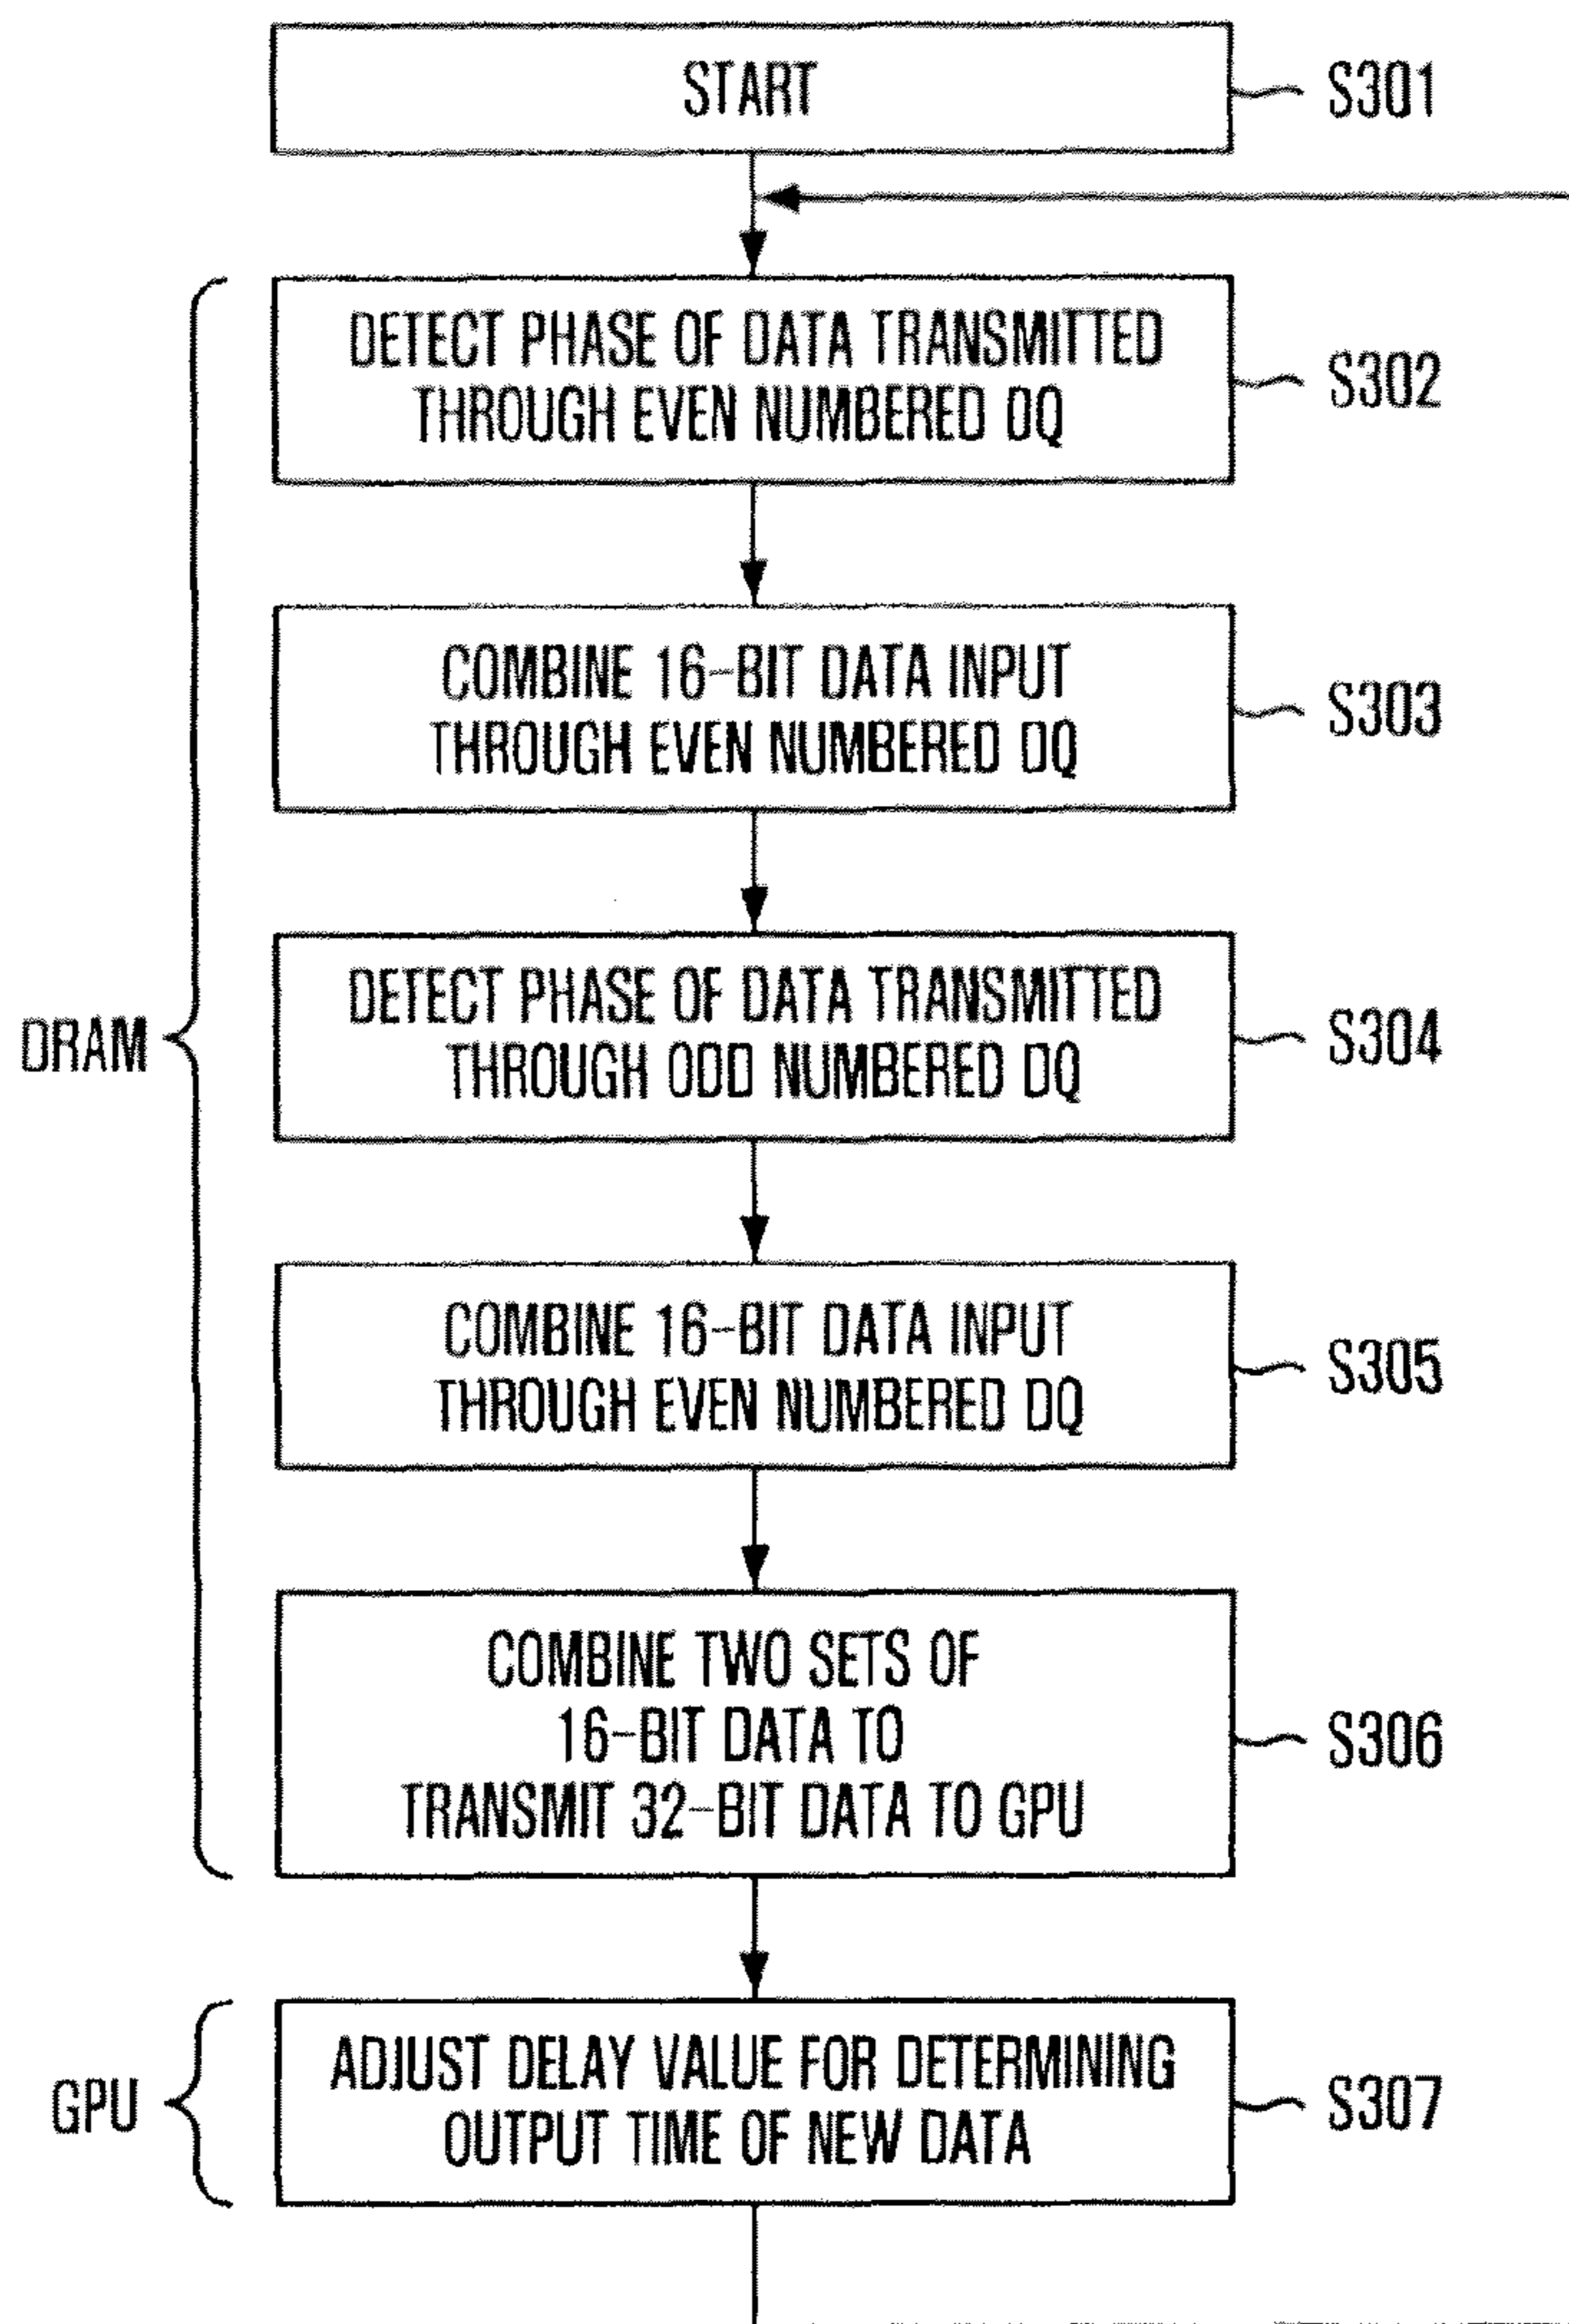 START
S301
DETECT PHASE OF DATA TRANSMITTED
THROUGH EVEN NUMBERED DQ
S302
COMBINE 16-BIT DATA INPUT
THROUGH EVEN NUMBERED DQ
S303
DRAM
DETECT PHASE OF DATA TRANSMITTED
THROUGH ODD NUMBERED DQ
S304
COMBINE 16-BIT DATA INPUT
THROUGH EVEN NUMBERED DQ
S305
COMBINE TWO SETS OF
16-BIT DATA TO
TRANSMIT 32-BIT DATA TO GPU
S306
GPU
ADJUST DELAY VALUE FOR DETERMINING
OUTPUT TIME OF NEW DATA
S307